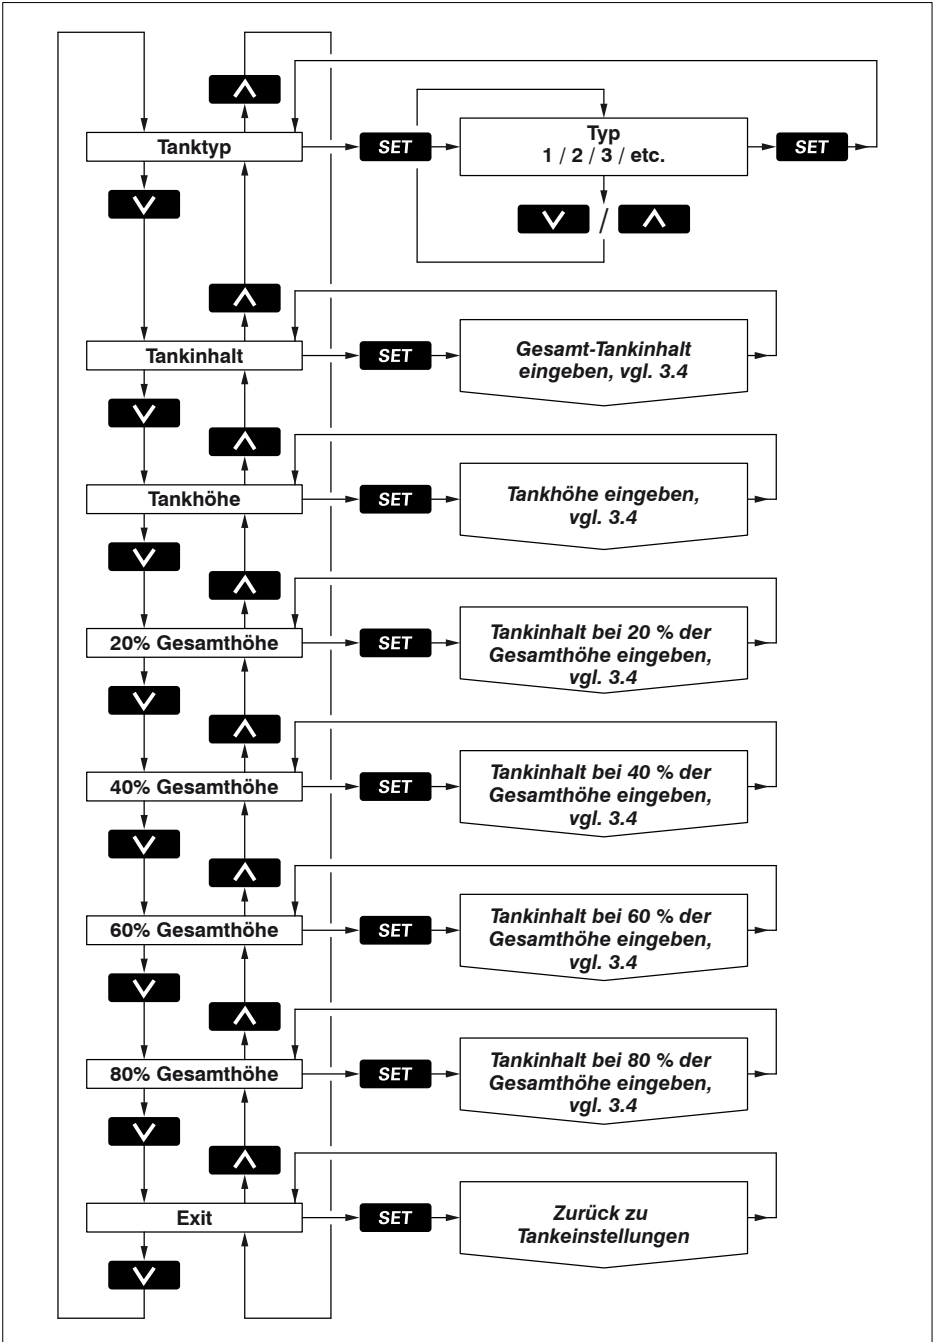 Tanktyp
SET
Typ
1 / 2 / 3 / etc.
SET
/
Tankinhalt
SET
Gesamt-Tankinhalt
eingeben, vgl. 3.4
Tankhöhe
SET
Tankhöhe eingeben,
vgl. 3.4
20% Gesamthöhe
SET
Tankinhalt bei 20 % der
Gesamthöhe eingeben,
vgl. 3.4
40% Gesamthöhe
SET
Tankinhalt bei 40 % der
Gesamthöhe eingeben,
vgl. 3.4
60% Gesamthöhe
SET
Tankinhalt bei 60 % der
Gesamthöhe eingeben,
vgl. 3.4
80% Gesamthöhe
SET
Tankinhalt bei 80 % der
Gesamthöhe eingeben,
vgl. 3.4
Exit
SET
Zurück zu
Tankeinstellungen